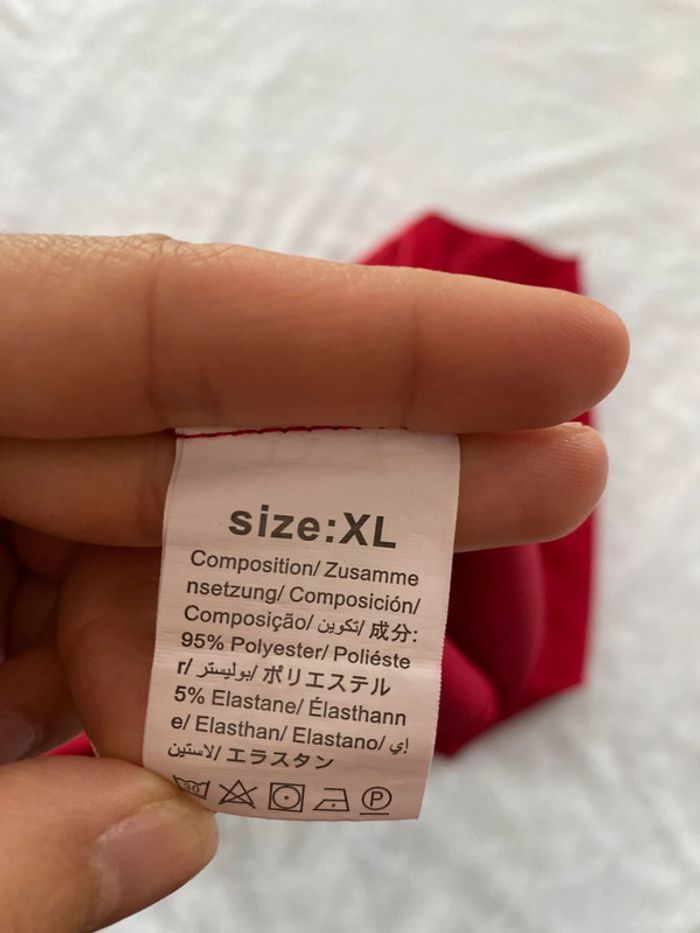 size:XL
Composition/ Zusamme
nsetzung/ Composición/
Composição/ تكوين/ 成分:
95% Polyester/ Poliéste
r/ بوليستر/ ポリエステル
5% Elastane/ Élasthann
e/ Elasthan/ Elastano/ إي
لاستين/ エラスタン
30 P